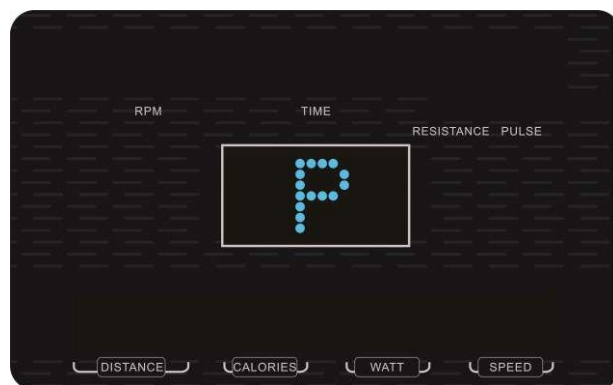 RPM TIME
RESISTANCE PULSE
P
DISTANCE CALORIES WATT SPEED